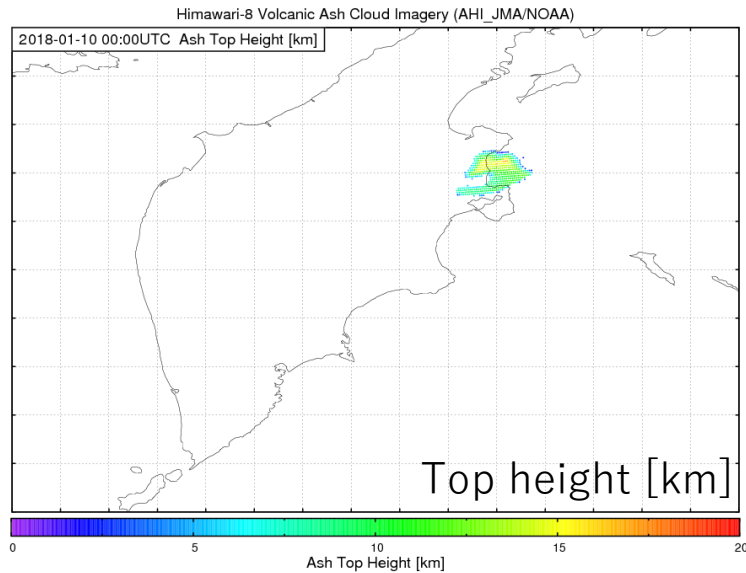 Himawari-8 Volcanic Ash Cloud Imagery (AHI_JMA/NOAA)
2018-01-10 00:00UTC  Ash Top Height [km]
Top height [km]
0 5 10 15 20
Ash Top Height [km]